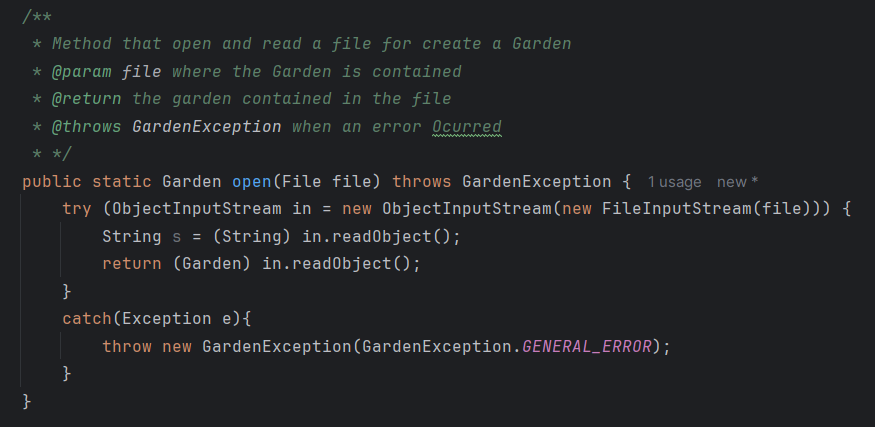 /**
 * Method that open and read a file for create a Garden
 * @param file where the Garden is contained
 * @return the garden contained in the file
 * @throws GardenException when an error Ocurred
 * */
public static Garden open(File file) throws GardenException { 1 usage new *
    try (ObjectInputStream in = new ObjectInputStream(new FileInputStream(file))) {
        String s = (String) in.readObject();
        return (Garden) in.readObject();
    }
    catch(Exception e){
        throw new GardenException(GardenException.GENERAL_ERROR);
    }
}